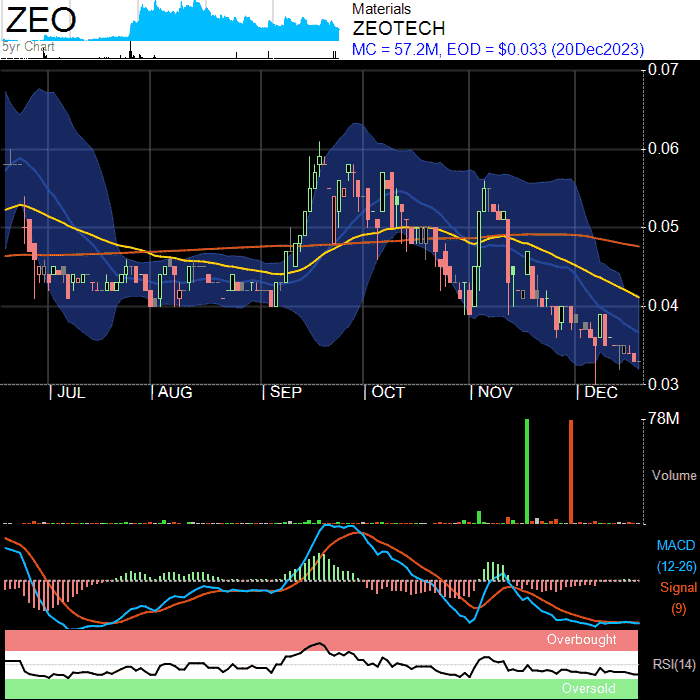 ZEO
5yr Chart
Materials
ZEOTECH
MC = 57.2M, EOD = $0.033 (20Dec2023)
0.07
0.06
0.05
0.04
0.03
JUL AUG SEP OCT NOV DEC
78M
Volume
MACD
(12-26)
Signal
(9)
Overbought
RSI(14)
Oversold